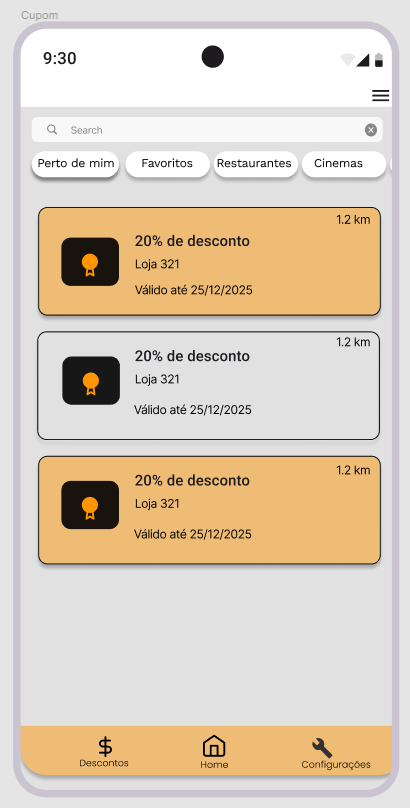 Cupom
9:30
Search
Perto de mim Favoritos Restaurantes Cinemas
1.2 km
20% de desconto
Loja 321
Válido até 25/12/2025
1.2 km
20% de desconto
Loja 321
Válido até 25/12/2025
1.2 km
20% de desconto
Loja 321
Válido até 25/12/2025
Descontos Home Configurações